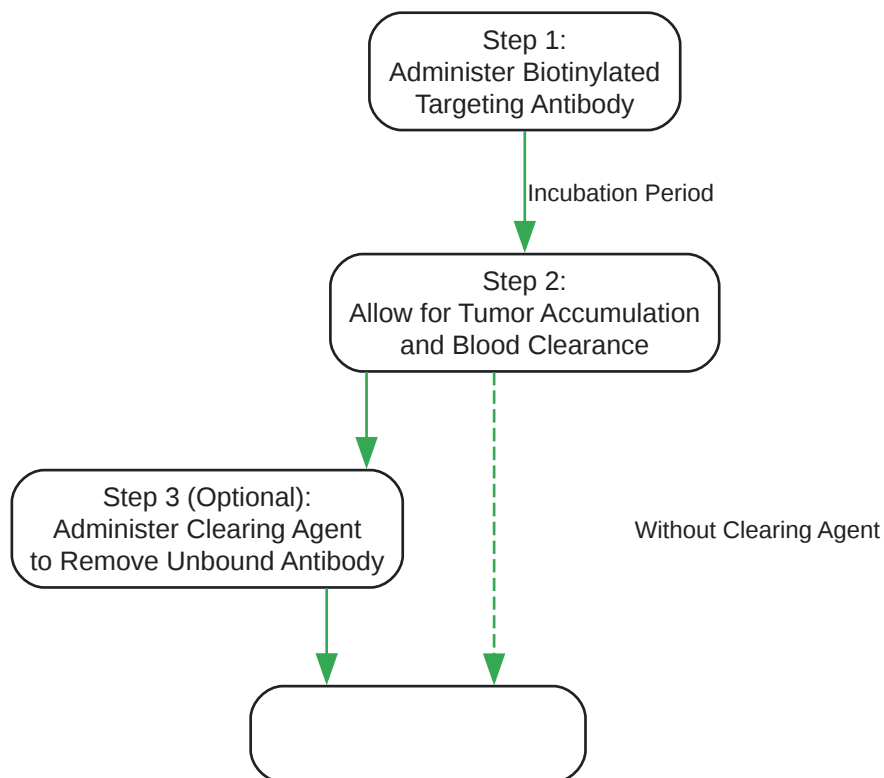 Step 1:
Administer Biotinylated
Targeting Antibody
Incubation Period
Step 2:
Allow for Tumor Accumulation
and Blood Clearance
Step 3 (Optional):
Administer Clearing Agent
to Remove Unbound Antibody
Without Clearing Agent